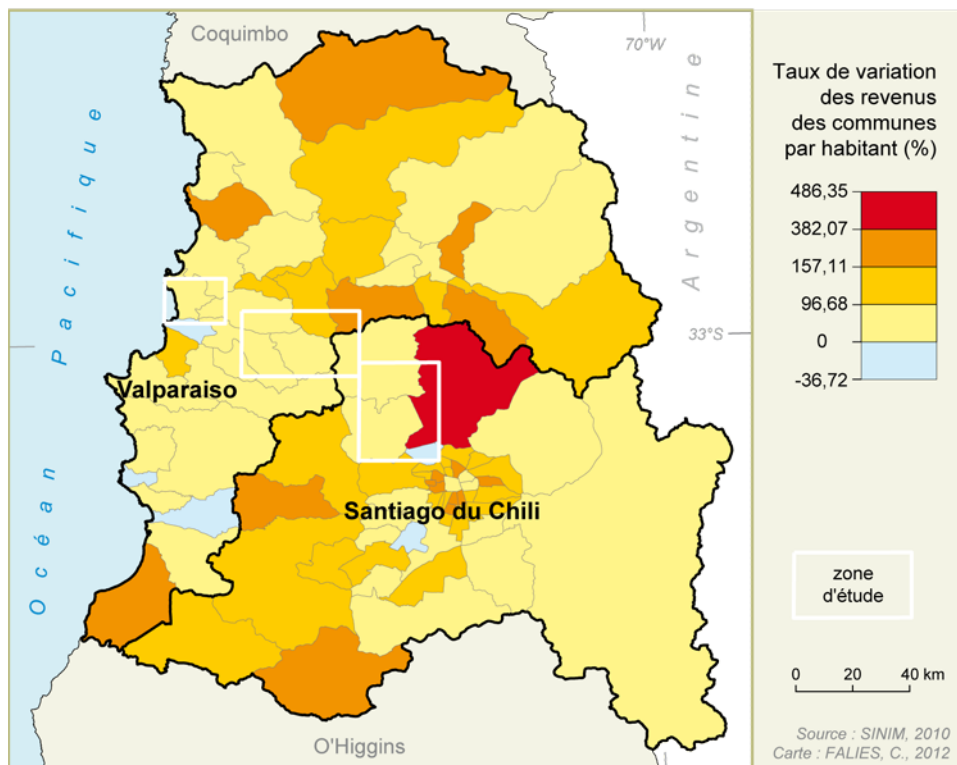 Coquimbo
70°W
Argentine
Océan Pacifique
33°S
Valparaiso
Santiago du Chili
O'Higgins
Taux de variation
des revenus
des communes
par habitant (%)
486,35
382,07
157,11
96,68
0
-36,72
zone
d'étude
0 20 40 km
Source : SINIM, 2010
Carte : FALIES, C., 2012